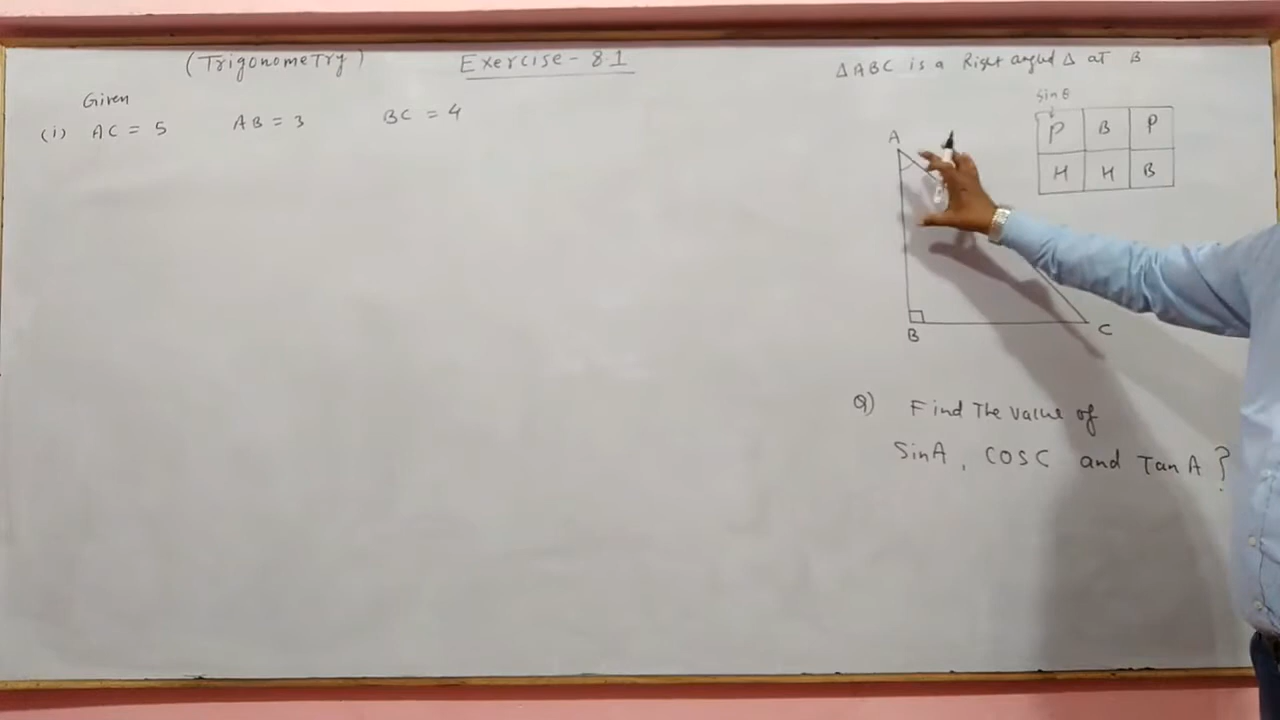 (Trigonometry) Exercise - 8.1
Given
(i) AC = 5 AB = 3 BC = 4
ΔABC is a Right angled Δ at B
sin θ
P B P
H H B
A
B
C
Q) Find The value of
SinA, COSC and TanA?